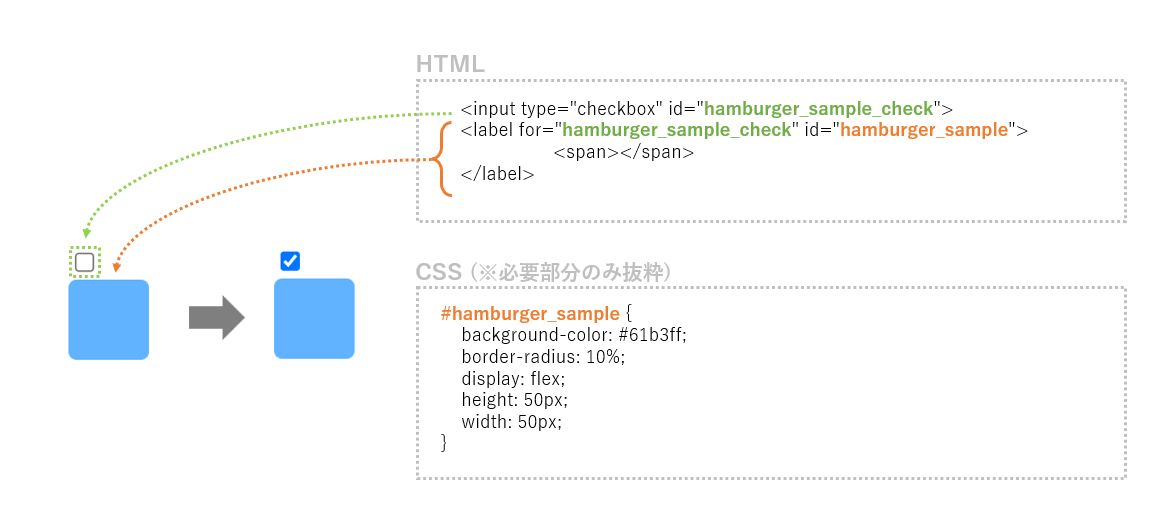 HTML
<input type="checkbox" id="hamburger_sample_check">
<label for="hamburger_sample_check" id="hamburger_sample">
<span></span>
</label>
CSS (※必要部分のみ抜粋)
#hamburger_sample {
background-color: #61b3ff;
border-radius: 10%;
display: flex;
height: 50px;
width: 50px;
}